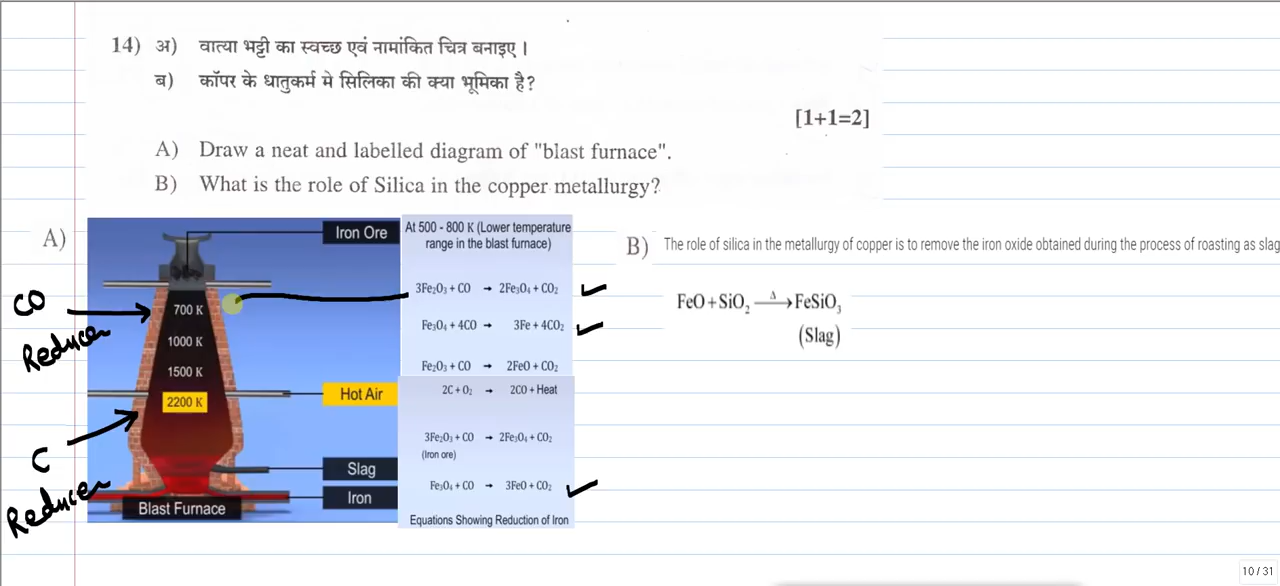 14) अ) वात्या भट्टी का स्वच्छ एवं नामांकित चित्र बनाइए ।
ब) कॉपर के धातुकर्म मे सिलिका की क्या भूमिका है?
[1+1=2]
A) Draw a neat and labelled diagram of "blast furnace".
B) What is the role of Silica in the copper metallurgy?
A)
Iron Ore
700 K
1000 K
1500 K
2200 K
Hot Air
Slag
Iron
Blast Furnace
CO
Reducer
C
Reducer
At 500 - 800 K (Lower temperature
range in the blast furnace)
3Fe₂O₃ + CO → 2Fe₃O₄ + CO₂
Fe₃O₄ + 4CO → 3Fe + 4CO₂
Fe₂O₃ + CO → 2FeO + CO₂
2C + O₂ → 2CO + Heat
3Fe₂O₃ + CO → 2Fe₃O₄ + CO₂
(Iron ore)
Fe₃O₄ + CO → 3FeO + CO₂
Equations Showing Reduction of Iron
B) The role of silica in the metallurgy of copper is to remove the iron oxide obtained during the process of roasting as slag
FeO + SiO₂ —Δ→ FeSiO₃
(Slag)
10 / 31